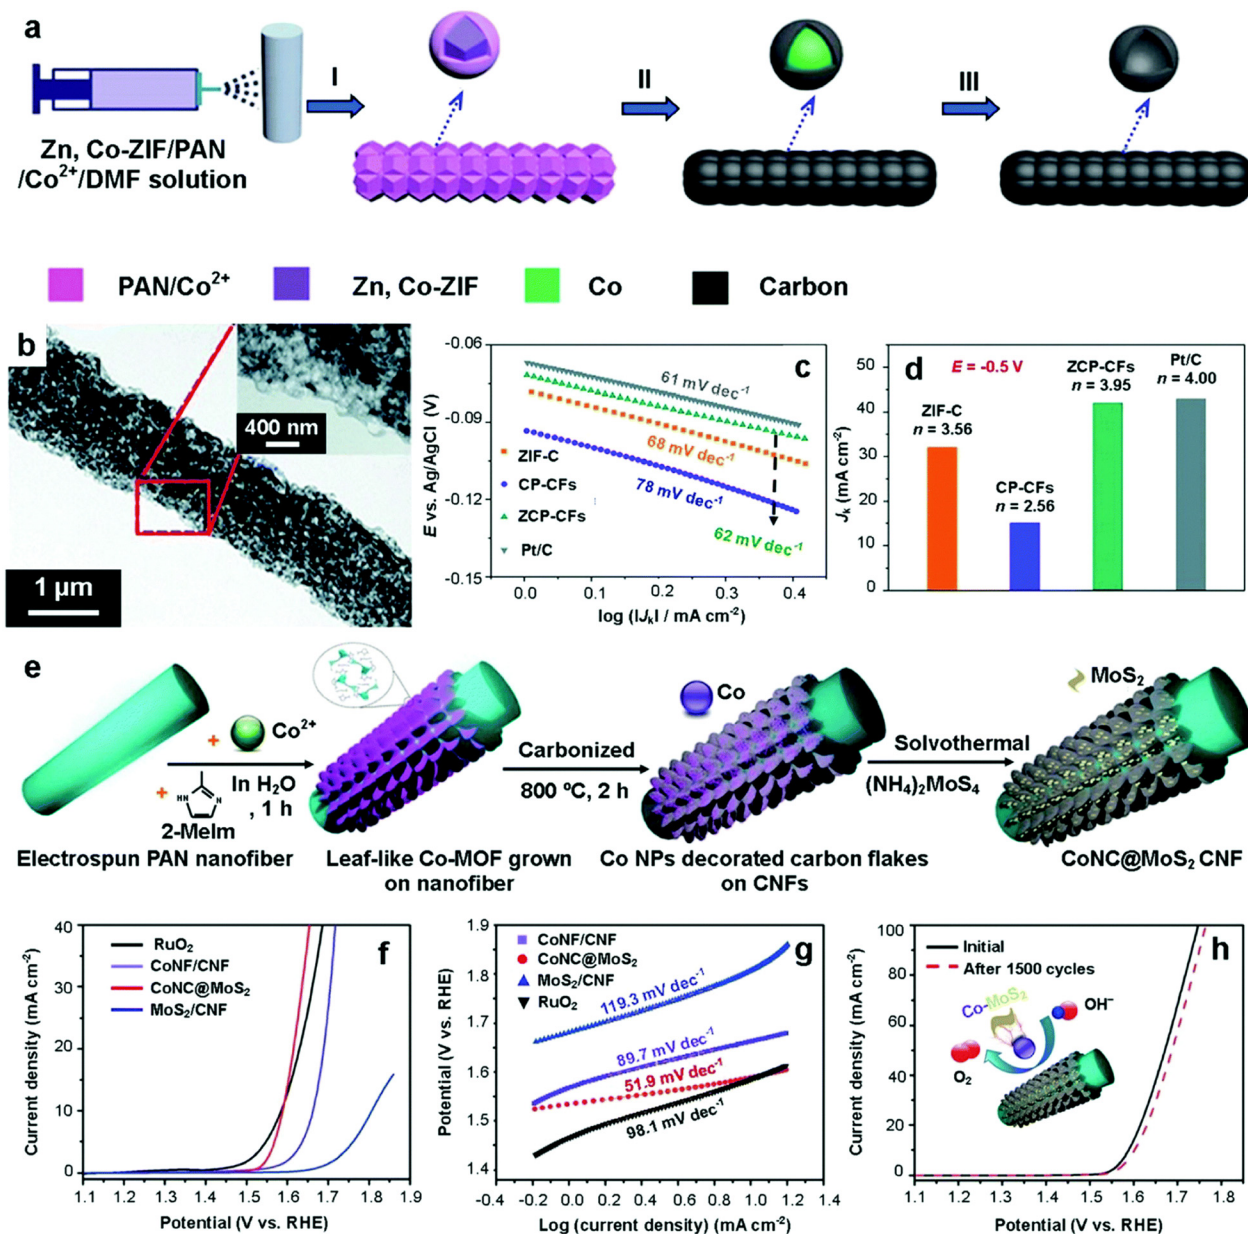 a
I
II
III
Zn, Co-ZIF/PAN
/Co²⁺/DMF solution
PAN/Co²⁺
Zn, Co-ZIF
Co
Carbon
b
400 nm
1 μm
c
-0.06
-0.09
-0.12
-0.15
E vs. Ag/AgCl (V)
61 mV dec⁻¹
68 mV dec⁻¹
78 mV dec⁻¹
62 mV dec⁻¹
ZIF-C
CP-CFs
ZCP-CFs
Pt/C
0.0 0.1 0.2 0.3 0.4
log (|Jₖ| / mA cm⁻²)
d
E = -0.5 V
50
40
30
20
10
0
Jₖ (mA cm⁻²)
ZIF-C
n = 3.56
CP-CFs
n = 2.56
ZCP-CFs
n = 3.95
Pt/C
n = 4.00
e
+ Co²⁺
In H₂O
, 1 h
+
HN
N
2-MeIm
Carbonized
800 ºC, 2 h
Co
Solvothermal
(NH₄)₂MoS₄
MoS₂
Electrospun PAN nanofiber
Leaf-like Co-MOF grown
on nanofiber
Co NPs decorated carbon flakes
on CNFs
CoNC@MoS₂ CNF
f
40
30
20
10
0
Current density (mA cm⁻²)
RuO₂
CoNF/CNF
CoNC@MoS₂
MoS₂/CNF
1.1 1.2 1.3 1.4 1.5 1.6 1.7 1.8 1.9
Potential (V vs. RHE)
g
1.9
1.8
1.7
1.6
1.5
1.4
Potential (V vs. RHE)
CoNF/CNF
CoNC@MoS₂
MoS₂/CNF
RuO₂
119.3 mV dec⁻¹
89.7 mV dec⁻¹
51.9 mV dec⁻¹
98.1 mV dec⁻¹
-0.4 -0.2 0.0 0.2 0.4 0.6 0.8 1.0 1.2 1.4
Log (current density) (mA cm⁻²)
h
100
80
60
40
20
0
Current density (mA cm⁻²)
Initial
After 1500 cycles
Co-MoS₂
OH⁻
O₂
1.1 1.2 1.3 1.4 1.5 1.6 1.7 1.8
Potential (V vs. RHE)